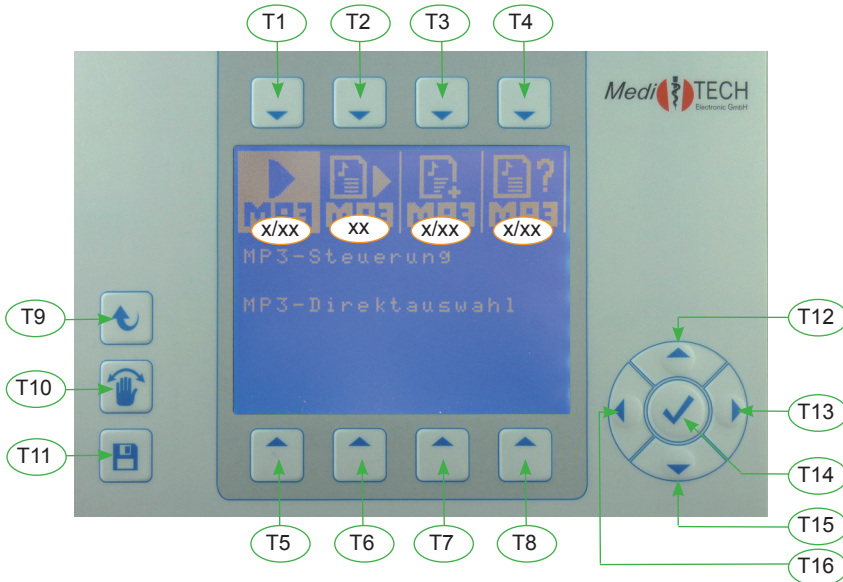 T1 T2 T3 T4
Medi TECH
Electronic GmbH
MP3 MP3 MP3 MP3
x/xx xx x/xx x/xx
MP3-Steuerung
MP3-Direktauswahl
T9
T12
T10
T13
T11
T14
T5 T6 T7 T8
T15
T16